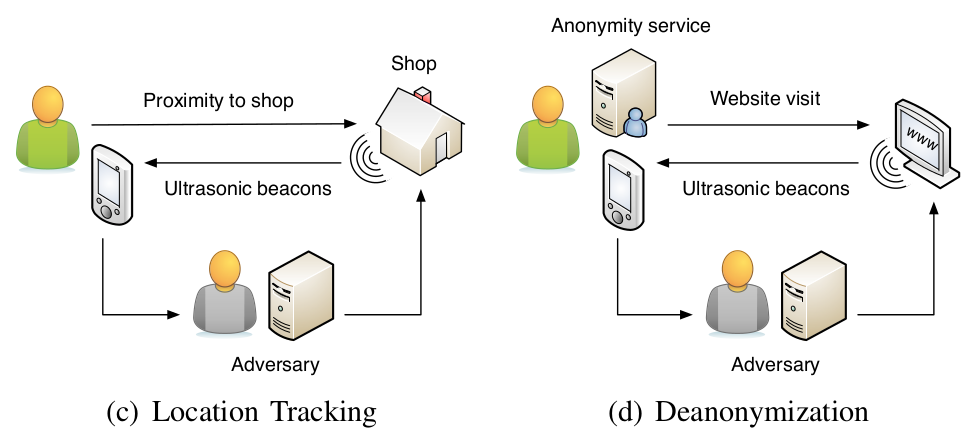 Shop
Proximity to shop
Ultrasonic beacons
Adversary
(c) Location Tracking
Anonymity service
Website visit
www
Ultrasonic beacons
Adversary
(d) Deanonymization